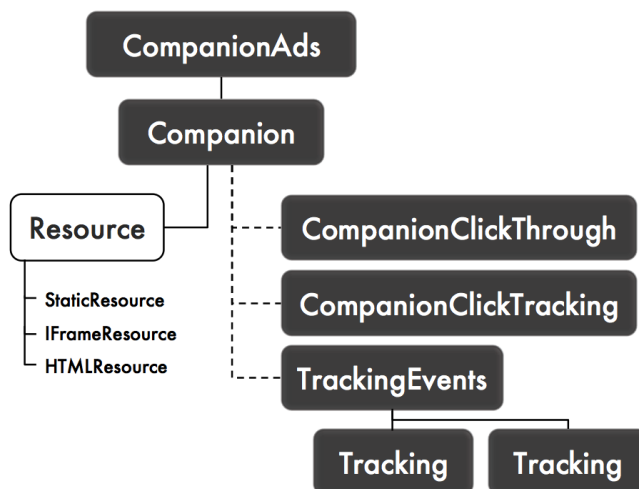 CompanionAds
Companion
Resource
CompanionClickThrough
StaticResource
CompanionClickTracking
IFrameResource
HTMLResource
TrackingEvents
Tracking
Tracking